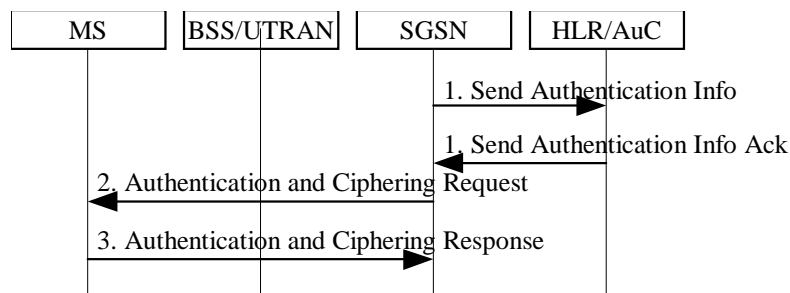 MS BSS/UTRAN SGSN HLR/AuC
1. Send Authentication Info
1. Send Authentication Info Ack
2. Authentication and Ciphering Request
3. Authentication and Ciphering Response